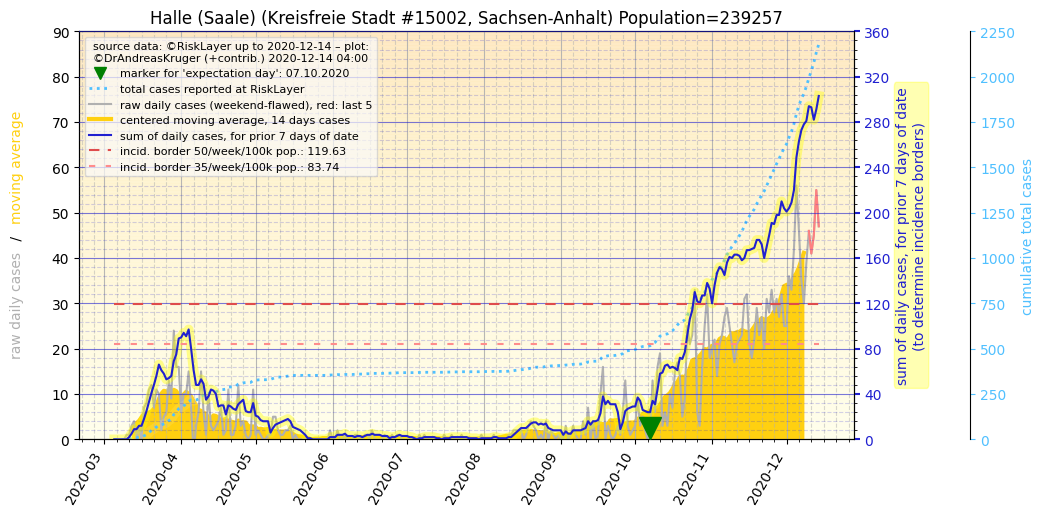 Halle (Saale) (Kreisfreie Stadt #15002, Sachsen-Anhalt) Population=239257
source data: ©RiskLayer up to 2020-12-14 – plot:
©DrAndreasKruger (+contrib.) 2020-12-14 04:00
marker for 'expectation day': 07.10.2020
total cases reported at RiskLayer
raw daily cases (weekend-flawed), red: last 5
centered moving average, 14 days cases
sum of daily cases, for prior 7 days of date
incid. border 50/week/100k pop.: 119.63
incid. border 35/week/100k pop.: 83.74
raw daily cases / moving average
90
80
70
60
50
40
30
20
10
0
360
320
280
240
200
160
120
80
40
0
sum of daily cases, for prior 7 days of date
(to determine incidence borders)
2250
2000
1750
1500
1250
1000
750
500
250
0
cumulative total cases
2020-03
2020-04
2020-05
2020-06
2020-07
2020-08
2020-09
2020-10
2020-11
2020-12